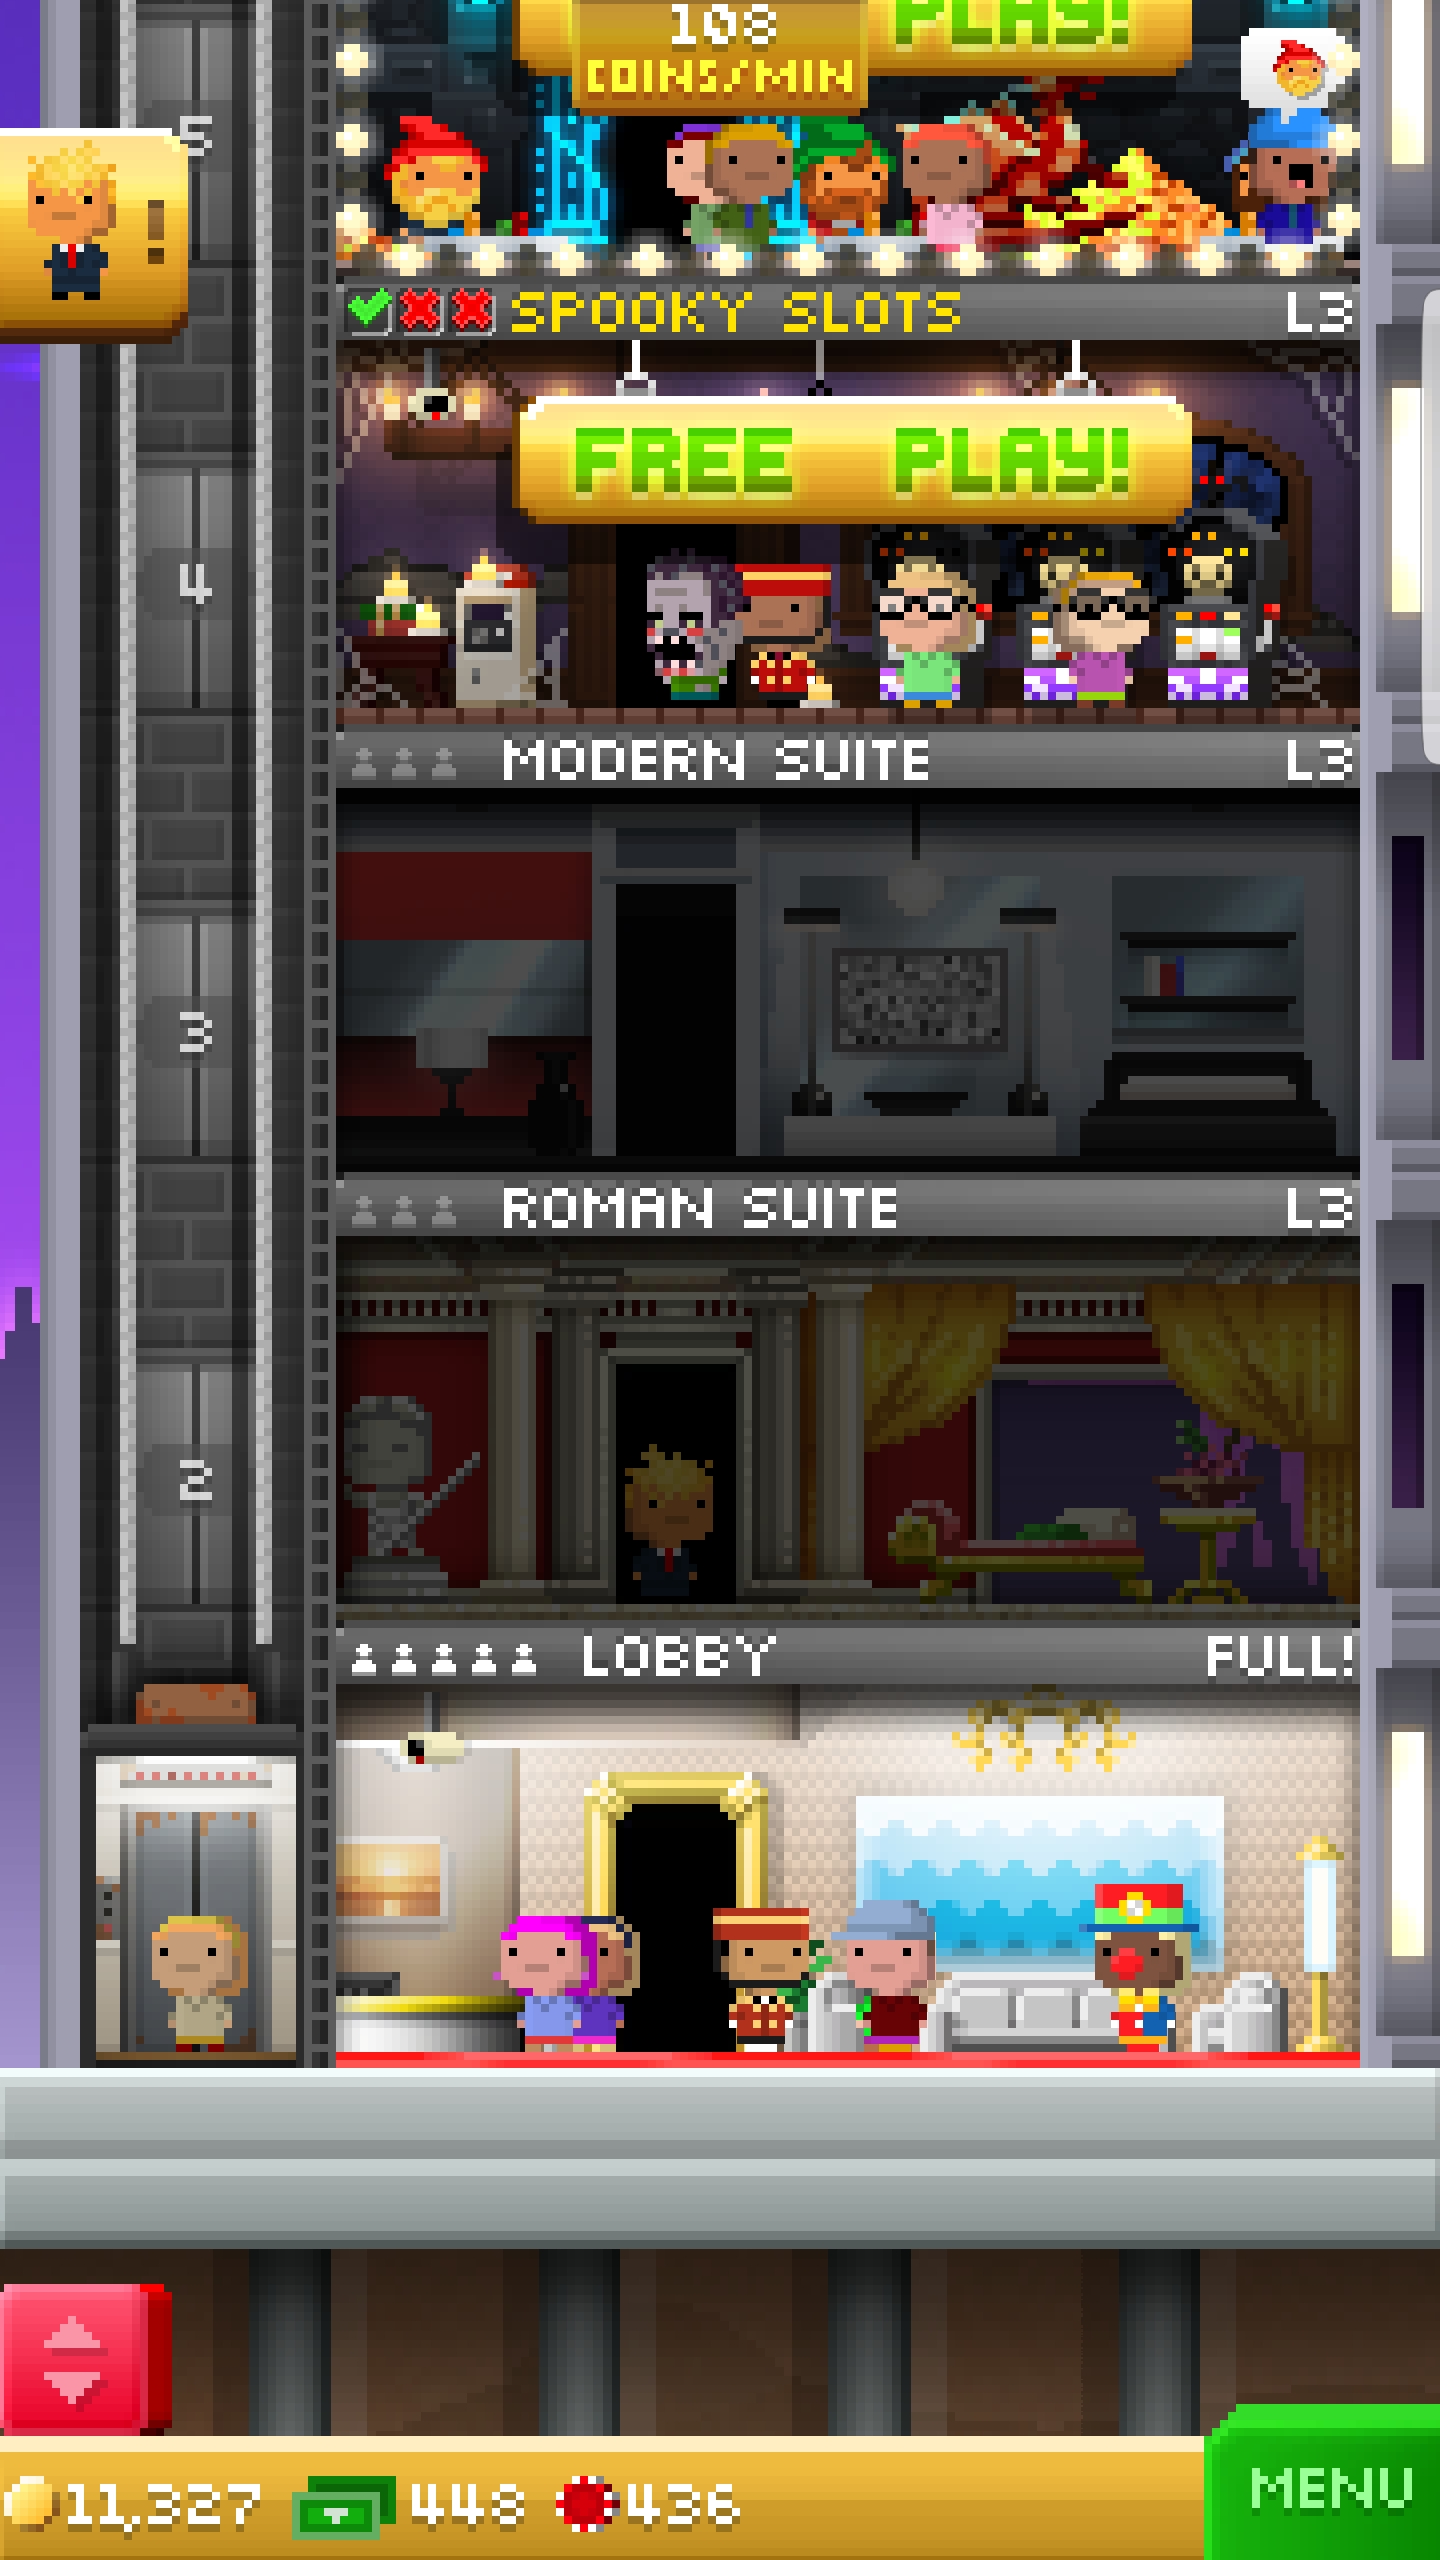 108
PLAY!
COINS/MIN
5
!
SPOOKY SLOTS L3
FREE PLAY!
4
MODERN SUITE L3
3
ROMAN SUITE L3
2
LOBBY FULL!
11,327 448 436
MENU